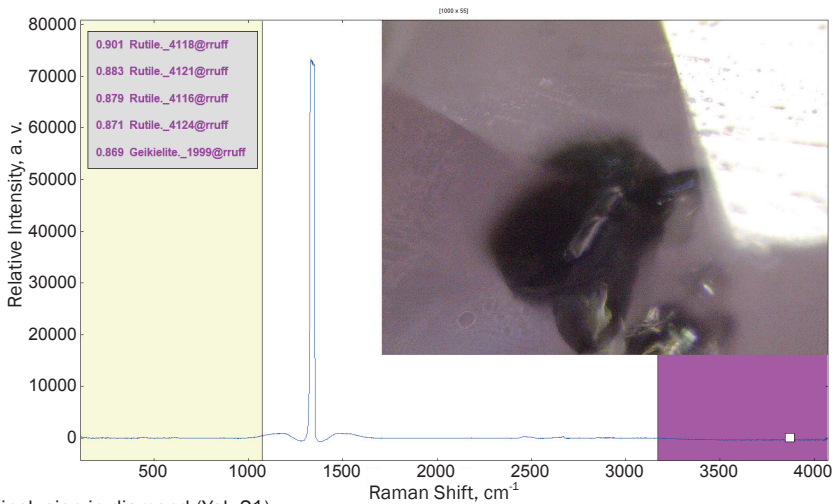 [1000 x 55]
80000
70000
60000
50000
40000
30000
20000
10000
0
Relative Intensity, a. v.
0.901 Rutile._4118@rruff
0.883 Rutile._4121@rruff
0.879 Rutile._4116@rruff
0.871 Rutile._4124@rruff
0.869 Geikielite._1999@rruff
500 1000 1500 2000 2500 3000 3500 4000
Raman Shift, cm-1